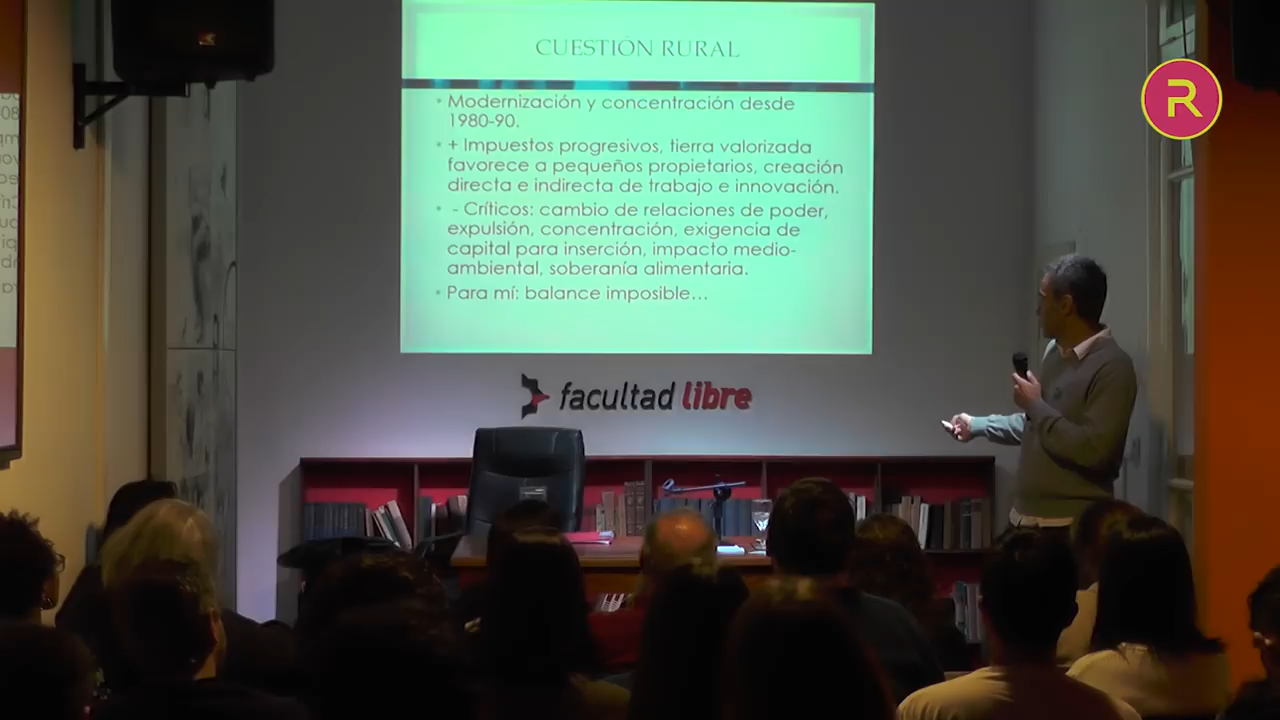 CUESTIÓN RURAL
Modernización y concentración desde
1980-90.
+ Impuestos progresivos, tierra valorizada
favorece a pequeños propietarios, creación
directa e indirecta de trabajo e innovación.
- Críticos: cambio de relaciones de poder,
expulsión, concentración, exigencia de
capital para inserción, impacto medio-
ambiental, soberanía alimentaria.
Para mí: balance imposible...
facultad libre
R